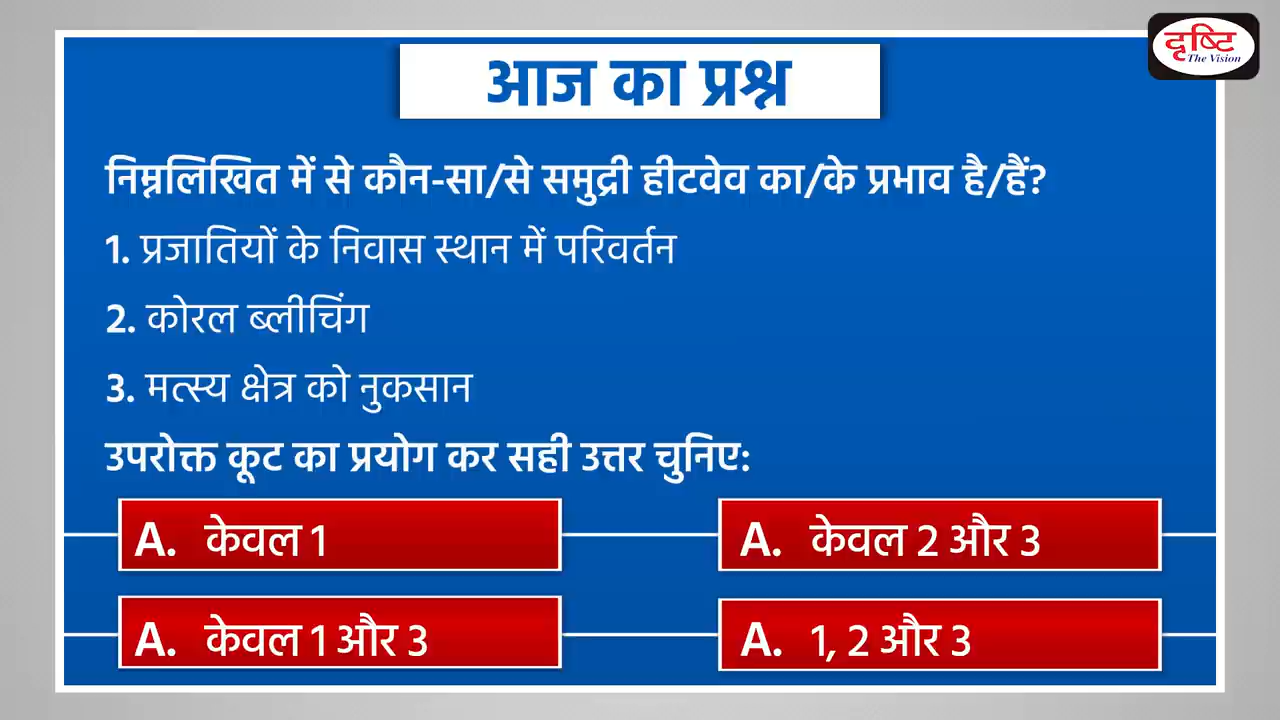 दृष्टि
The Vision
आज का प्रश्न
निम्नलिखित में से कौन-सा/से समुद्री हीटवेव का/के प्रभाव है/हैं?
1. प्रजातियों के निवास स्थान में परिवर्तन
2. कोरल ब्लीचिंग
3. मत्स्य क्षेत्र को नुकसान
उपरोक्त कूट का प्रयोग कर सही उत्तर चुनिए:
A. केवल 1
A. केवल 2 और 3
A. केवल 1 और 3
A. 1, 2 और 3